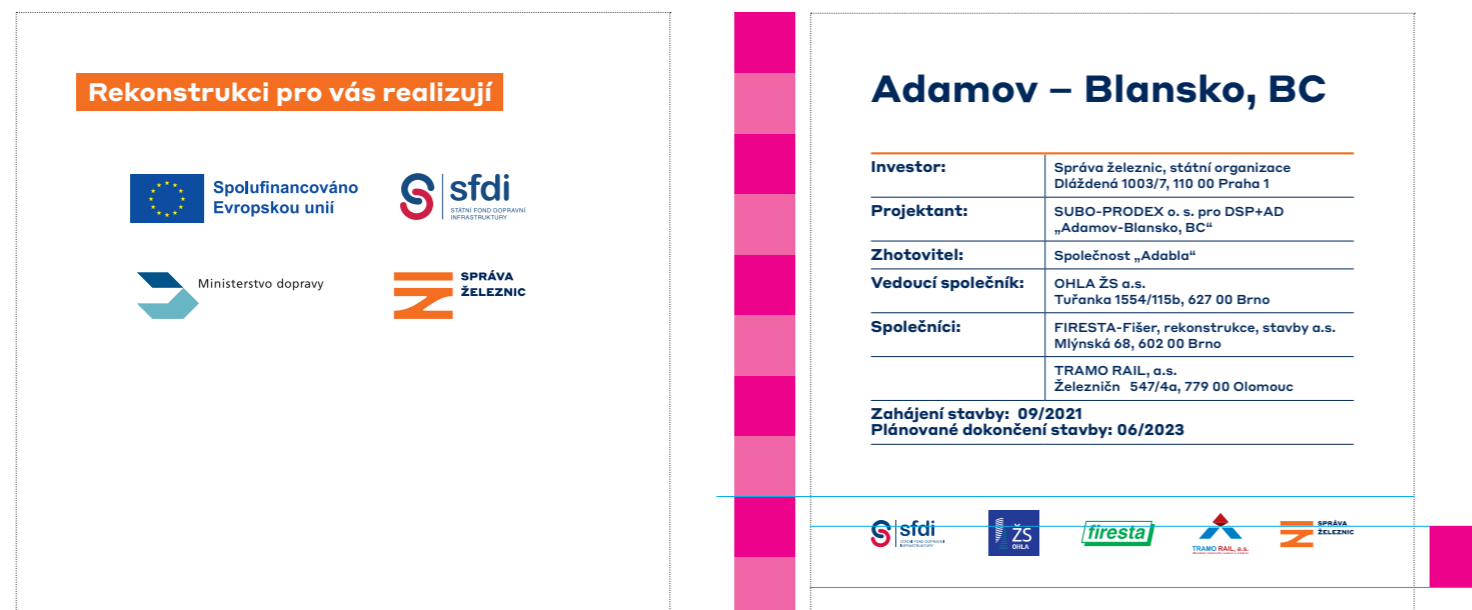 Rekonstrukci pro vás realizují
Spolufinancováno
Evropskou unií
sfdi
STÁTNÍ FOND DOPRAVNÍ
INFRASTRUKTURY
Ministerstvo dopravy
SPRÁVA
ŽELEZNIC
Adamov – Blansko, BC
Investor:
Správa železnic, státní organizace
Dlážděná 1003/7, 110 00 Praha 1
Projektant:
SUBO-PRODEX o. s. pro DSP+AD
„Adamov-Blansko, BC“
Zhotovitel:
Společnost „Adabla“
Vedoucí společník:
OHLA ŽS a.s.
Tuřanka 1554/115b, 627 00 Brno
Společníci:
FIRESTA-Fišer, rekonstrukce, stavby a.s.
Mlýnská 68, 602 00 Brno
TRAMO RAIL, a.s.
Železničn 547/4a, 779 00 Olomouc
Zahájení stavby: 09/2021
Plánované dokončení stavby: 06/2023
sfdi
STÁTNÍ FOND DOPRAVNÍ
INFRASTRUKTURY
ŽS
OHLA
firesta
TRAMO RAIL, a.s.
SPRÁVA
ŽELEZNIC